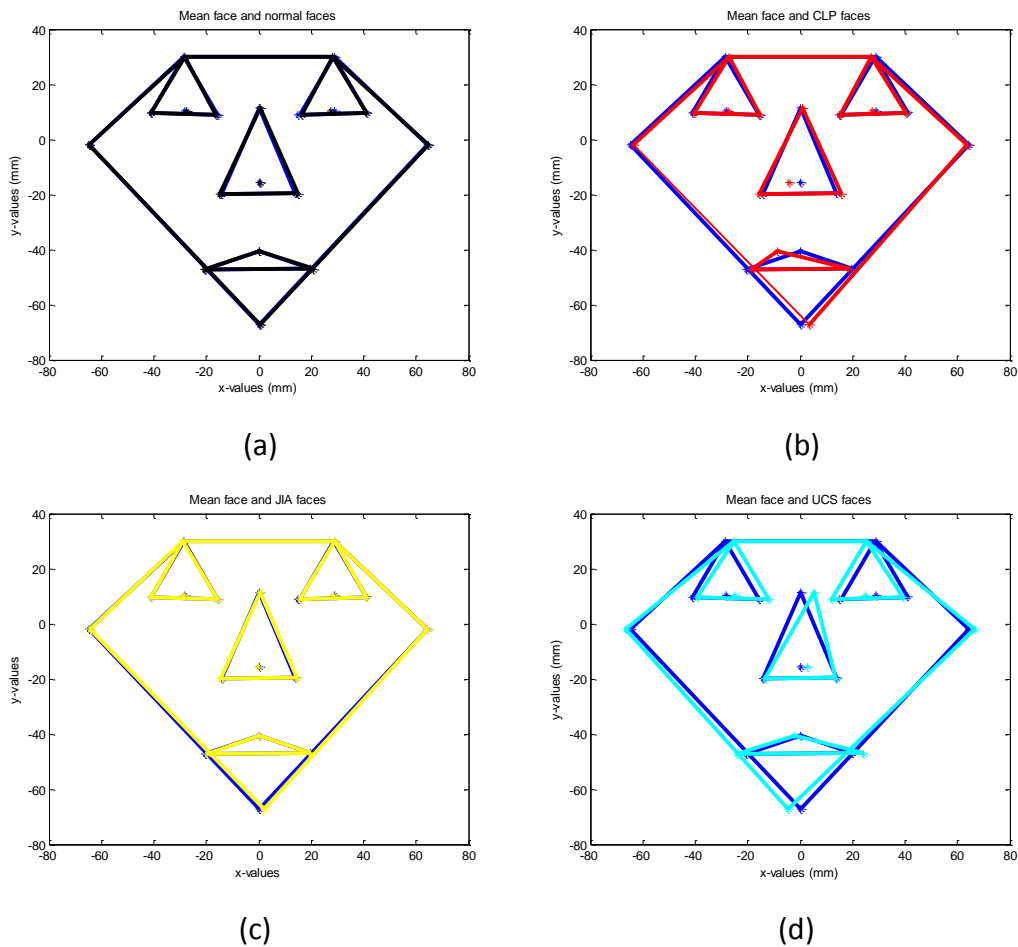 Mean face and normal faces
40
20
0
-20
-40
-60
-80
y-values (mm)
-80 -60 -40 -20 0 20 40 60 80
x-values (mm)
(a)
Mean face and CLP faces
40
20
0
-20
-40
-60
-80
y-values (mm)
-80 -60 -40 -20 0 20 40 60 80
x-values (mm)
(b)
Mean face and JIA faces
40
20
0
-20
-40
-60
-80
y-values
-80 -60 -40 -20 0 20 40 60 80
x-values
(c)
Mean face and UCS faces
40
20
0
-20
-40
-60
-80
y-values (mm)
-80 -60 -40 -20 0 20 40 60 80
x-values (mm)
(d)